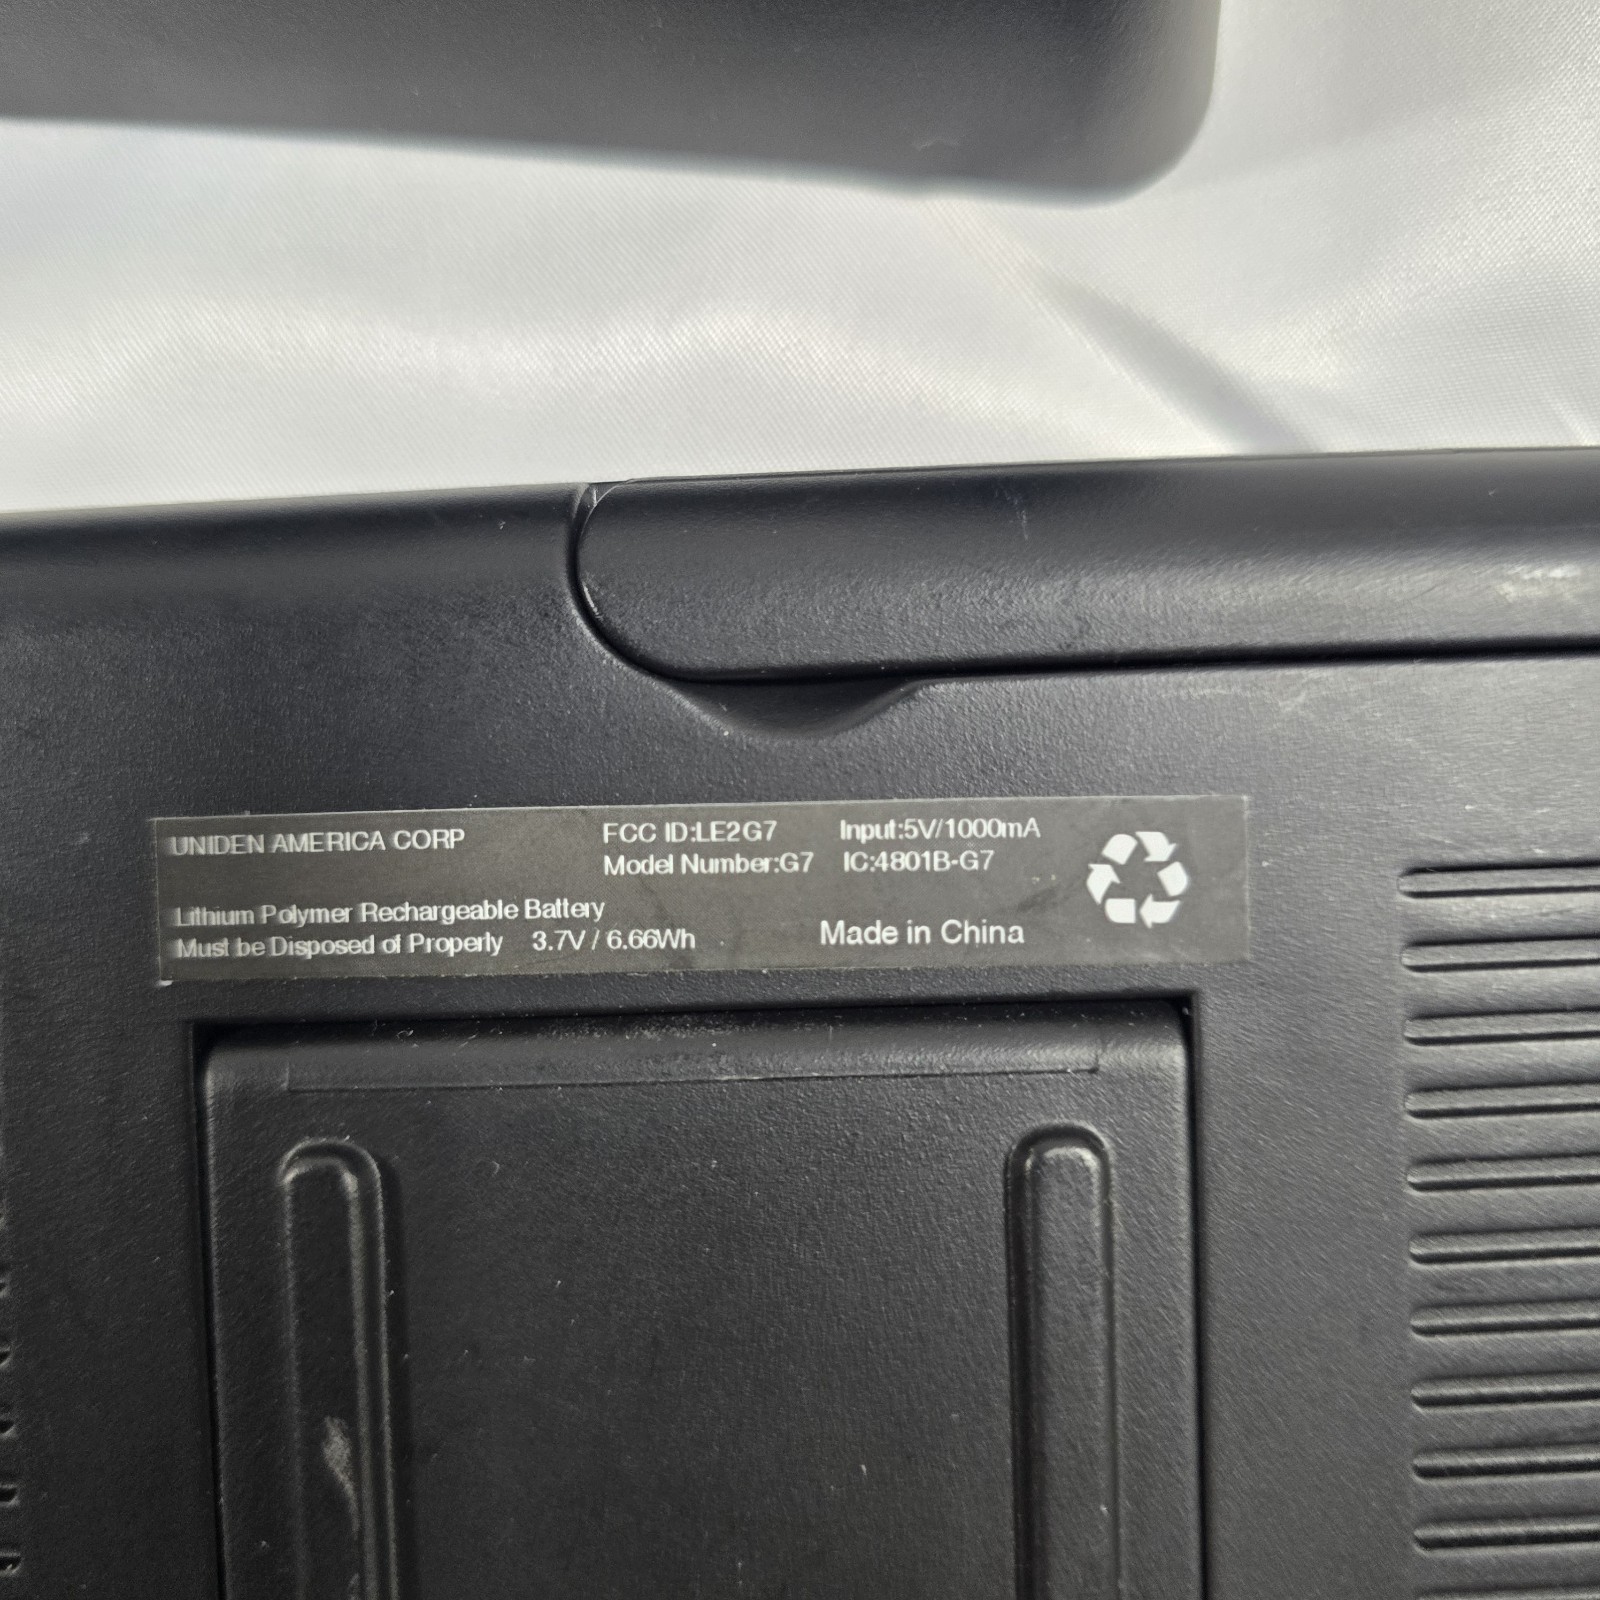 UNIDEN AMERICA CORP
FCC ID:LE2G7
Input:5V/1000mA
Model Number:G7
IC:4801B-G7
Lithium Polymer Rechargeable Battery
Must be Disposed of Properly
3.7V / 6.66Wh
Made in China